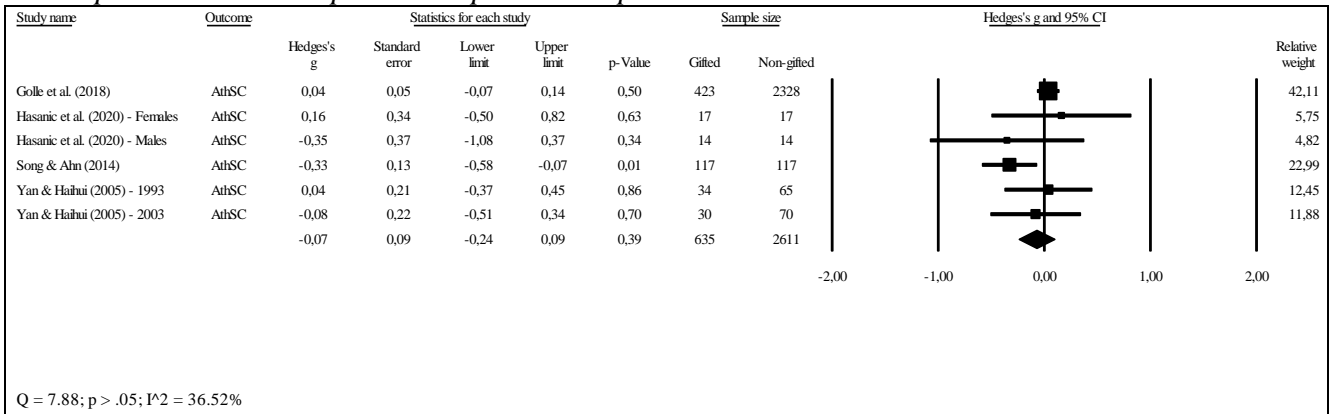 Study name Outcome Statistics for each study Sample size Hedges's g and 95% CI
Hedges's g Standard error Lower limit Upper limit p-Value Gifted Non-gifted Relative weight
Golle et al. (2018) AthSC 0,04 0,05 -0,07 0,14 0,50 423 2328 42,11
Hasanic et al. (2020) - Females AthSC 0,16 0,34 -0,50 0,82 0,63 17 17 5,75
Hasanic et al. (2020) - Males AthSC -0,35 0,37 -1,08 0,37 0,34 14 14 4,82
Song & Ahn (2014) AthSC -0,33 0,13 -0,58 -0,07 0,01 117 117 22,99
Yan & Haihui (2005) - 1993 AthSC 0,04 0,21 -0,37 0,45 0,86 34 65 12,45
Yan & Haihui (2005) - 2003 AthSC -0,08 0,22 -0,51 0,34 0,70 30 70 11,88
-0,07 0,09 -0,24 0,09 0,39 635 2611
-2,00 -1,00 0,00 1,00 2,00
Q = 7.88; p > .05; I^2 = 36.52%